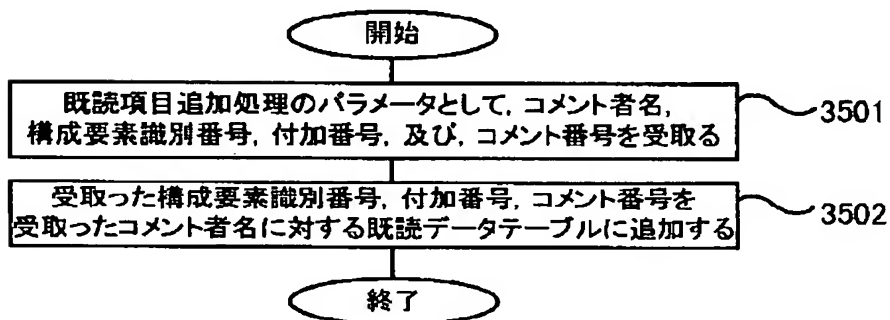 開始
既読項目追加処理のパラメータとして, コメント者名,
構成要素識別番号, 付加番号, 及び, コメント番号を受取る
3501
受取った構成要素識別番号, 付加番号, コメント番号を
受取ったコメント者名に対する既読データテーブルに追加する
3502
終了